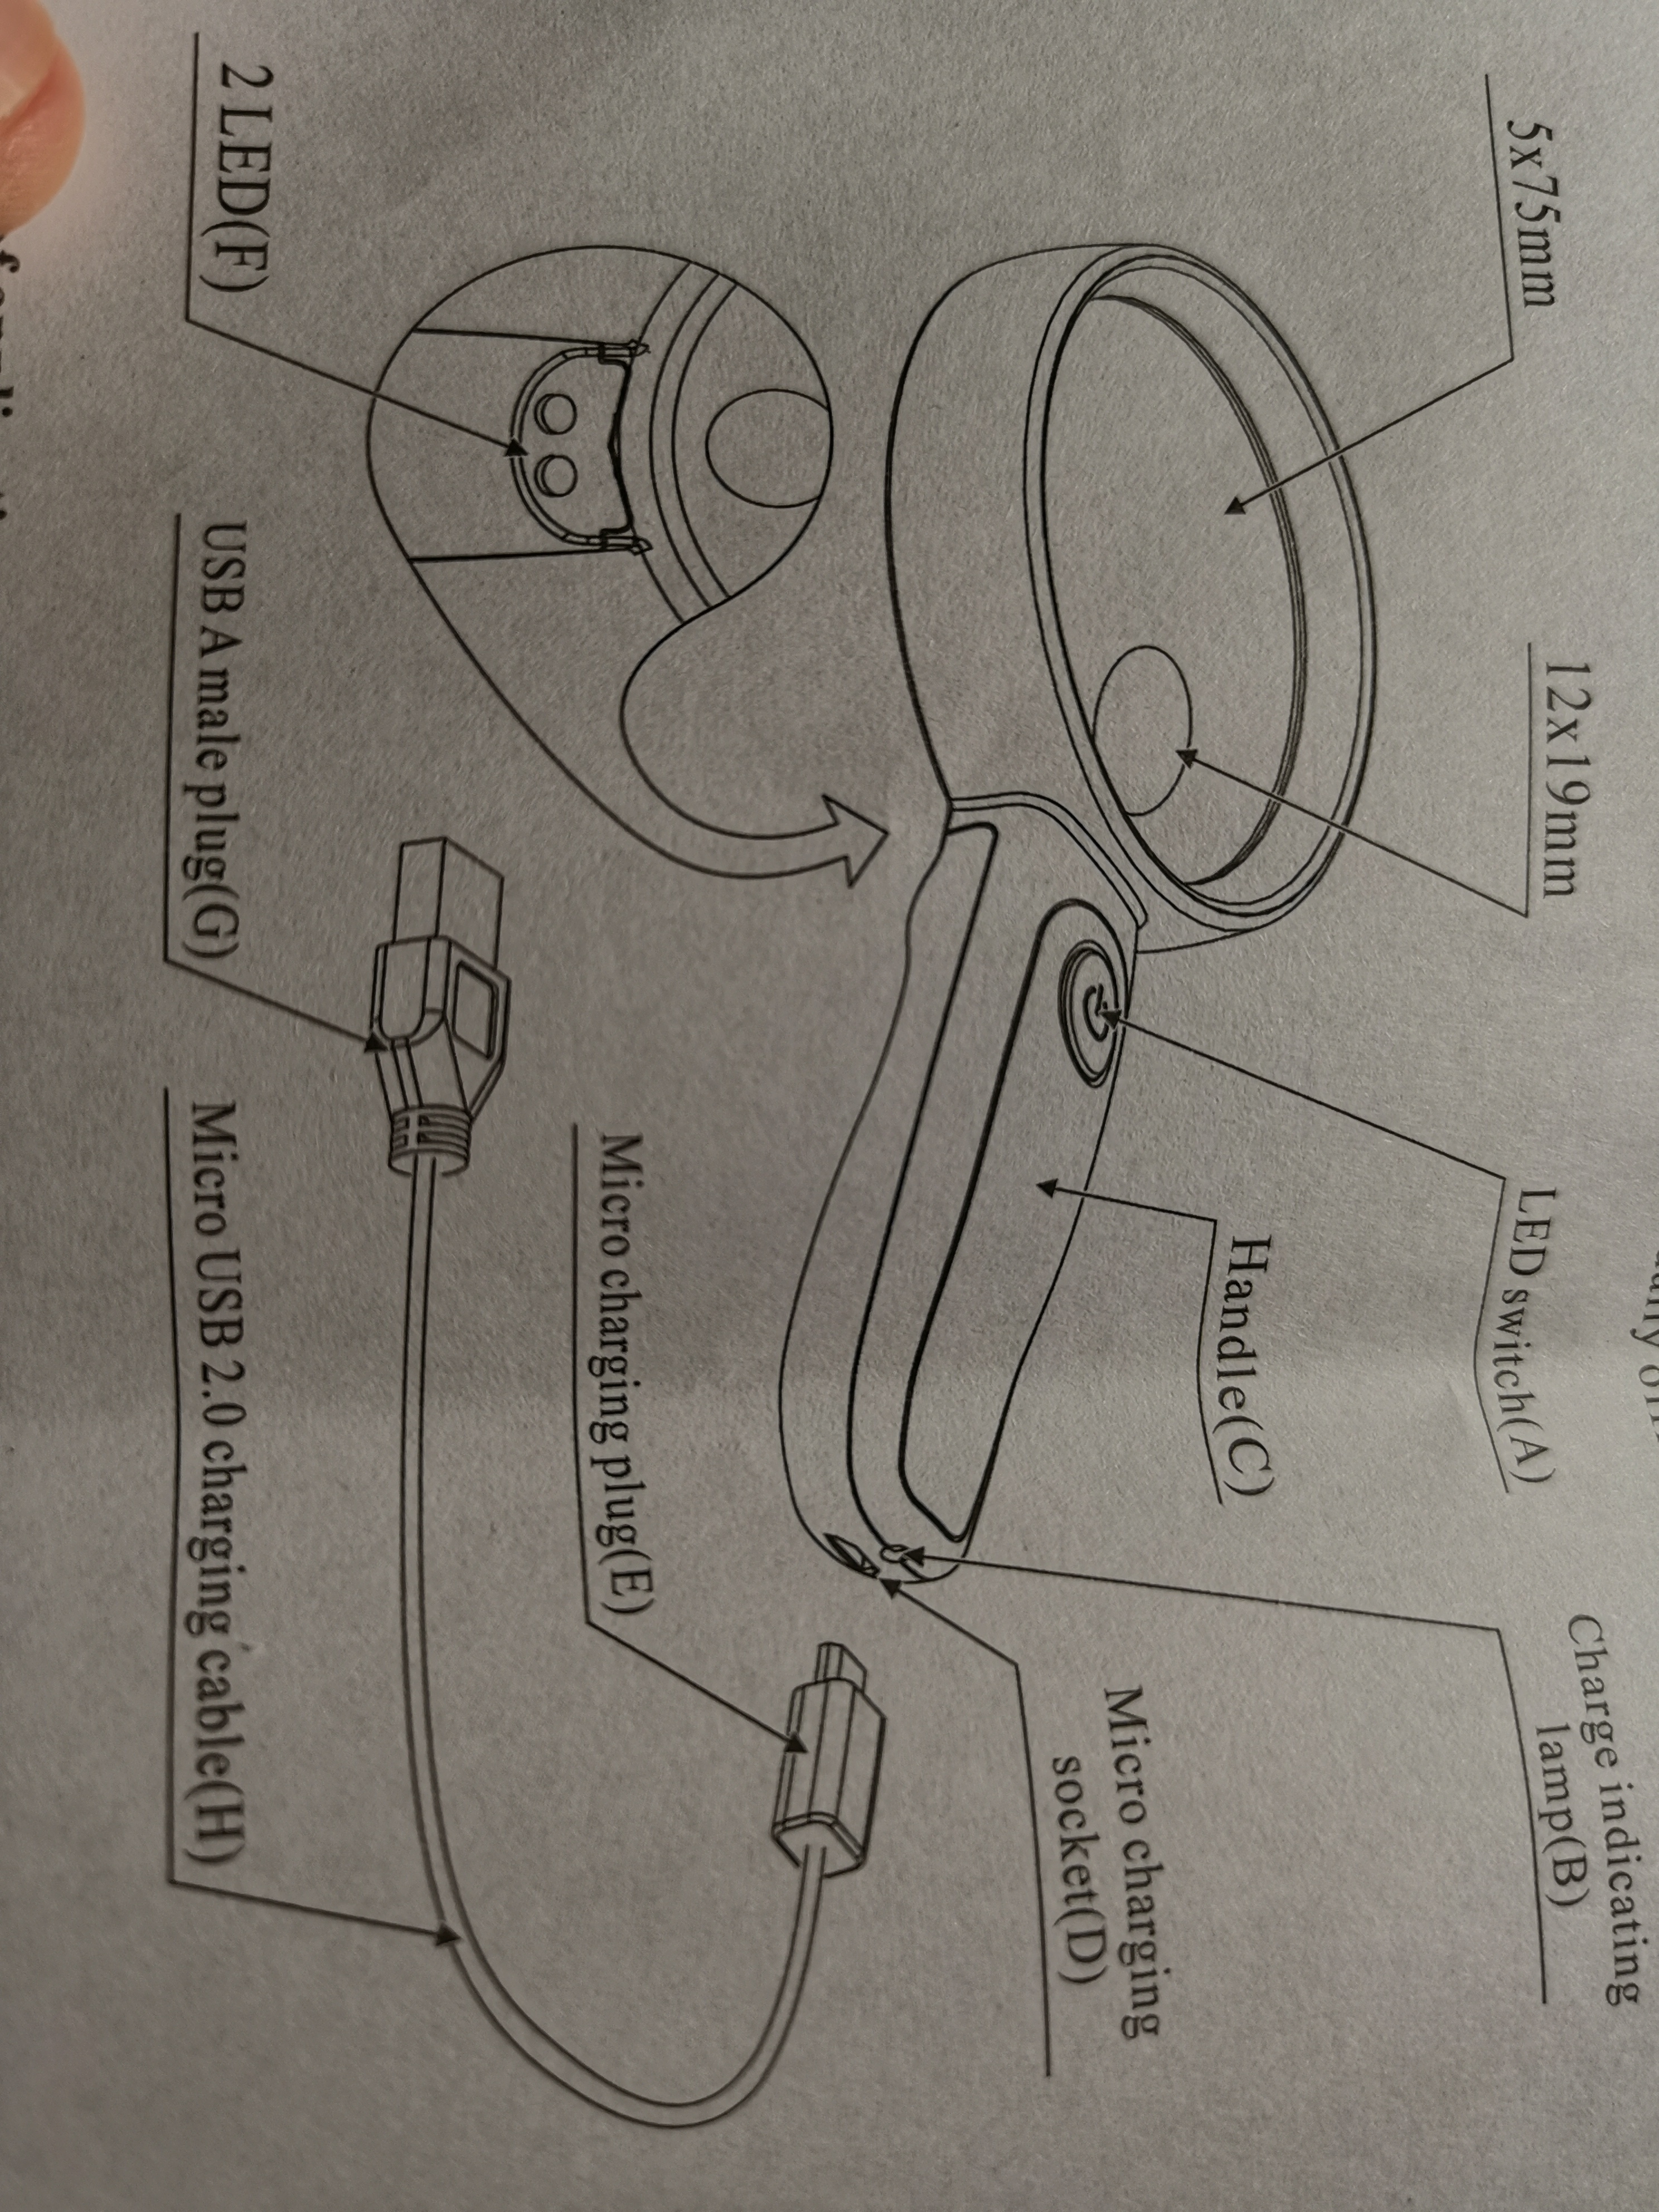 5x75mm
12x19mm
LED switch(A)
Charge indicating
lamp(B)
Handle(C)
Micro charging
socket(D)
Micro charging plug(E)
2 LED(F)
USB A male plug(G)
Micro USB 2.0 charging cable(H)